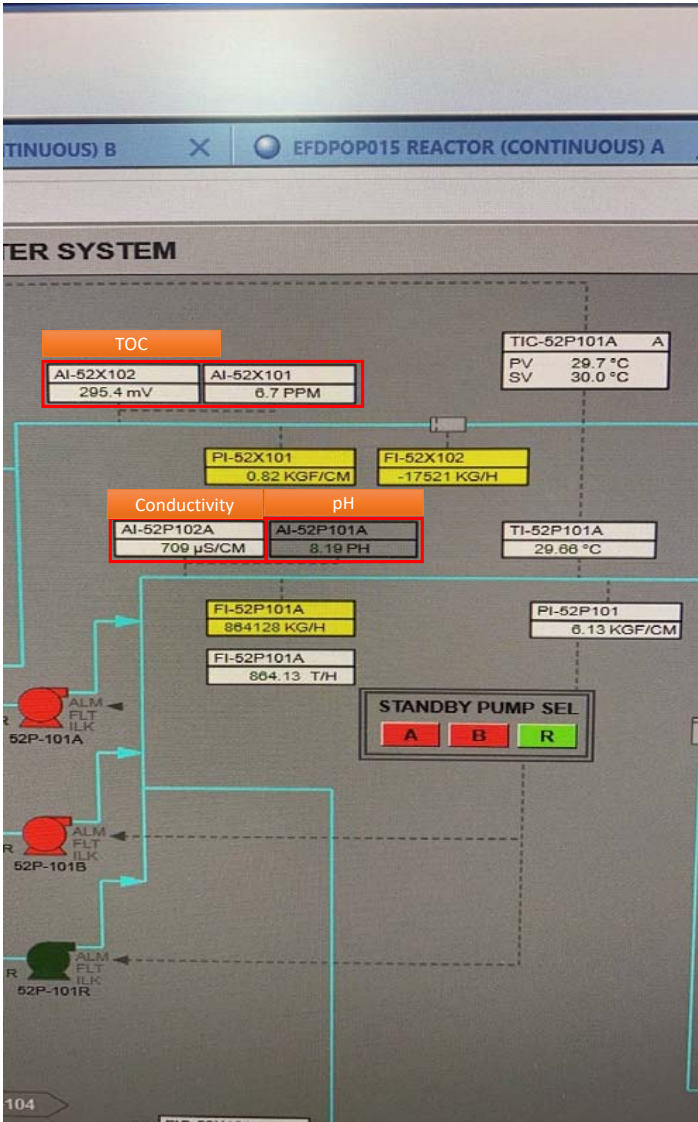 TINUOUS) B
EFDPOP015 REACTOR (CONTINUOUS) A
TER SYSTEM
TOC
TIC-52P101A A
PV 29.7 °C
SV 30.0 °C
AI-52X102
295.4 mV
AI-52X101
6.7 PPM
PI-52X101
0.82 KGF/CM
FI-52X102
-17521 KG/H
Conductivity
pH
AI-52P102A
709 µS/CM
AI-52P101A
8.19 PH
TI-52P101A
29.66 °C
FI-52P101A
864128 KG/H
PI-52P101
6.13 KGF/CM
FI-52P101A
864.13 T/H
STANDBY PUMP SEL
A B R
ALM
FLT
R ILK
52P-101A
ALM
FLT
R ILK
52P-101B
ALM
R FLT
ILK
52P-101R
104